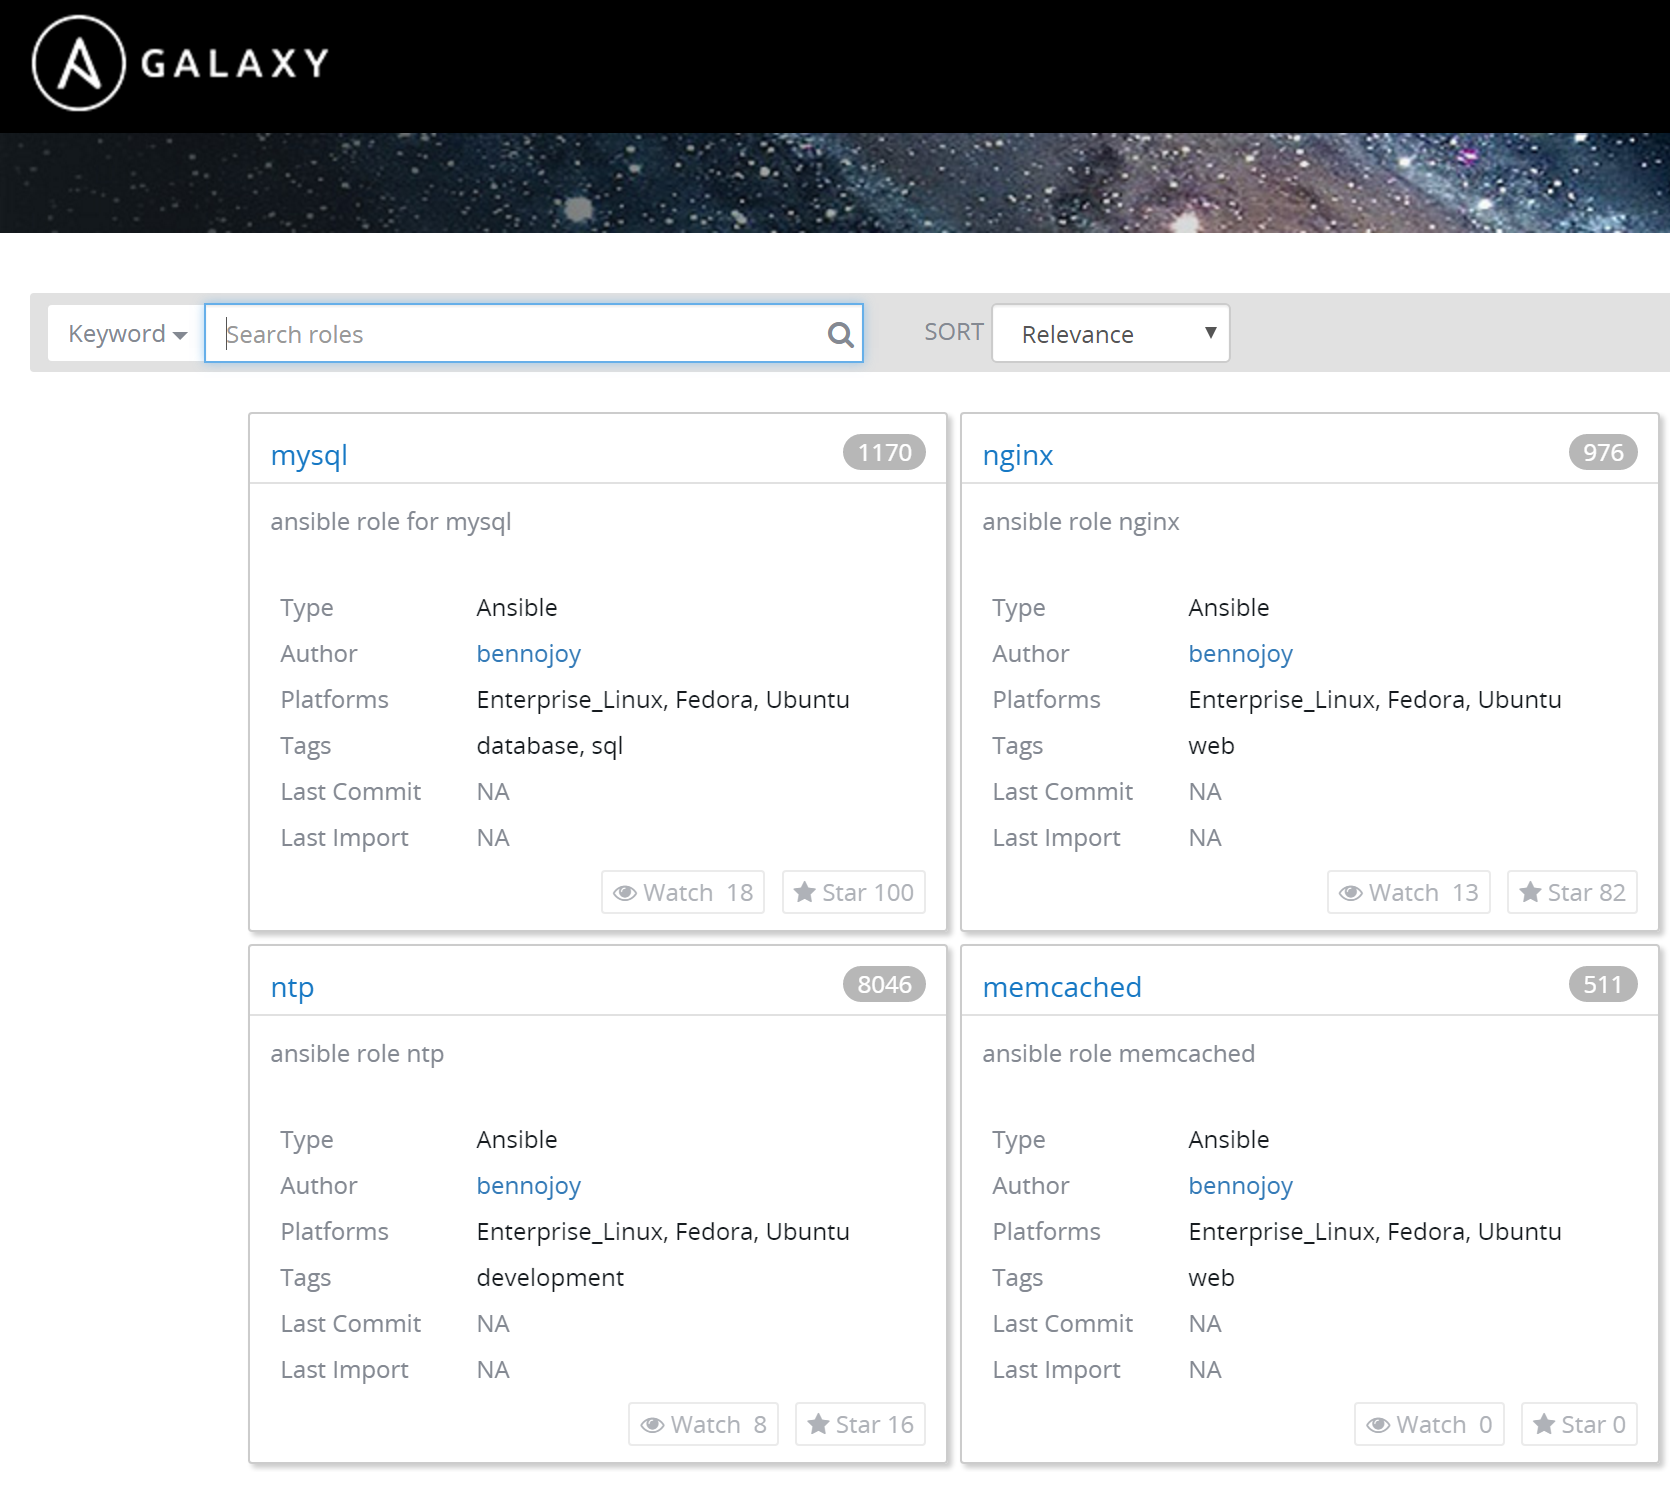 A GALAXY
Keyword
Search roles
SORT
Relevance
mysql 1170
ansible role for mysql
Type Ansible
Author bennojoy
Platforms Enterprise_Linux, Fedora, Ubuntu
Tags database, sql
Last Commit NA
Last Import NA
Watch 18 Star 100
nginx 976
ansible role nginx
Type Ansible
Author bennojoy
Platforms Enterprise_Linux, Fedora, Ubuntu
Tags web
Last Commit NA
Last Import NA
Watch 13 Star 82
ntp 8046
ansible role ntp
Type Ansible
Author bennojoy
Platforms Enterprise_Linux, Fedora, Ubuntu
Tags development
Last Commit NA
Last Import NA
Watch 8 Star 16
memcached 511
ansible role memcached
Type Ansible
Author bennojoy
Platforms Enterprise_Linux, Fedora, Ubuntu
Tags web
Last Commit NA
Last Import NA
Watch 0 Star 0